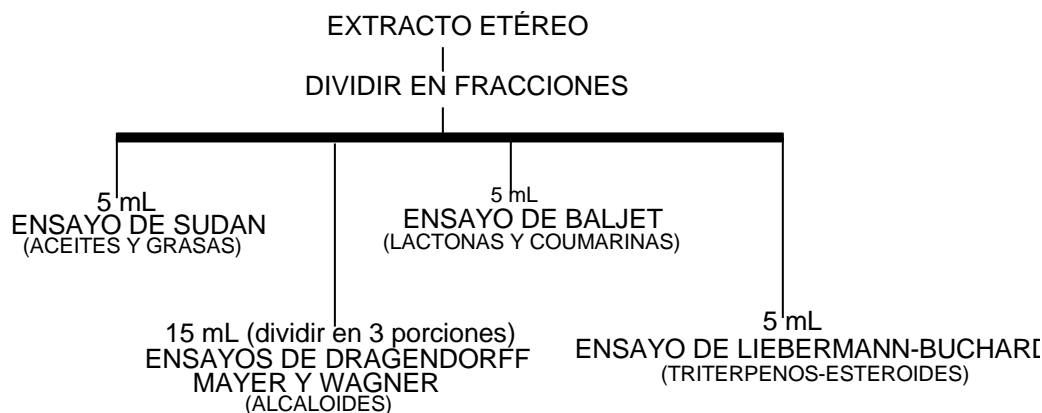 EXTRACTO ETÉREO
DIVIDIR EN FRACCIONES
5 mL
ENSAYO DE SUDAN
(ACEITES Y GRASAS)
5 mL
ENSAYO DE BALJET
(LACTONAS Y COUMARINAS)
15 mL (dividir en 3 porciones)
ENSAYOS DE DRAGENDORFF
MAYER Y WAGNER
(ALCALOIDES)
5 mL
ENSAYO DE LIEBERMANN-BUCHARD
(TRITERPENOS-ESTEROIDES)